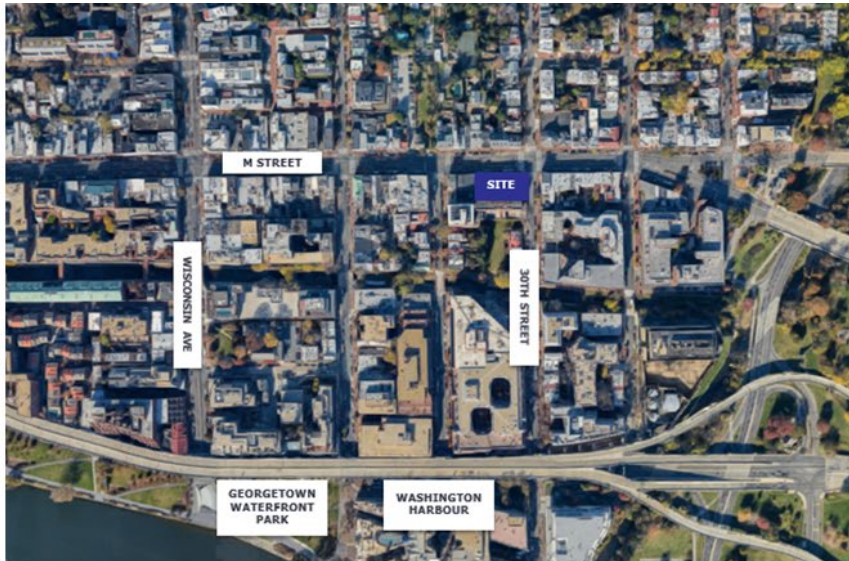 M STREET
SITE
WISCONSIN AVE
30TH STREET
GEORGETOWN
WATERFRONT
PARK
WASHINGTON
HARBOUR